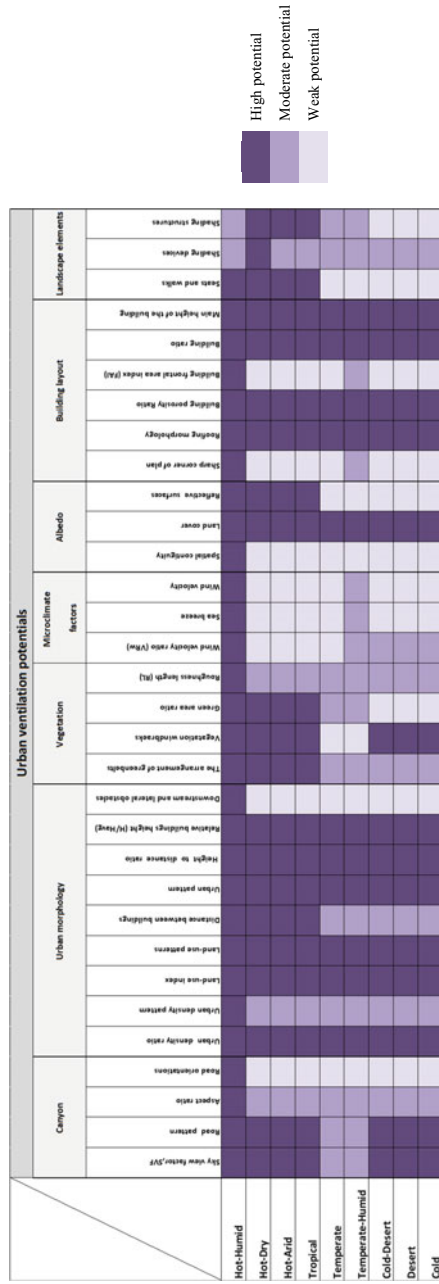 Urban ventilation potentials
Canyon
Urban morphology
Vegetation
Microclimate
factors
Albedo
Building layout
Landscape elements
Sky view factor,SVF
Road pattern
Aspect ratio
Road orientations
Urban density ratio
Urban density pattern
Land-use index
Land-use patterns
Distance between buildings
Urban pattern
Height to distance ratio
Relative buildings height (H/Havg)
Downstream and lateral obstacles
The arrangement of greenbelts
Vegetation windbraeks
Green area ratio
Roughness length (RL)
Wind velocity ratio (VRw)
Sea breeze
Wind velocity
Spatial contiguity
Land cover
Reflective surfaces
Sharp corner of plan
Roofing morphology
Building porosity Ratio
Building frontal area index (FAI)
Building ratio
Main height of the building
Seats and walks
Shading devices
Shading structures
Hot-Humid
Hot-Dry
Hot-Arid
Tropical
Temperate
Temperate-Humid
Cold-Desert
Desert
Cold
High potential
Moderate potential
Weak potential